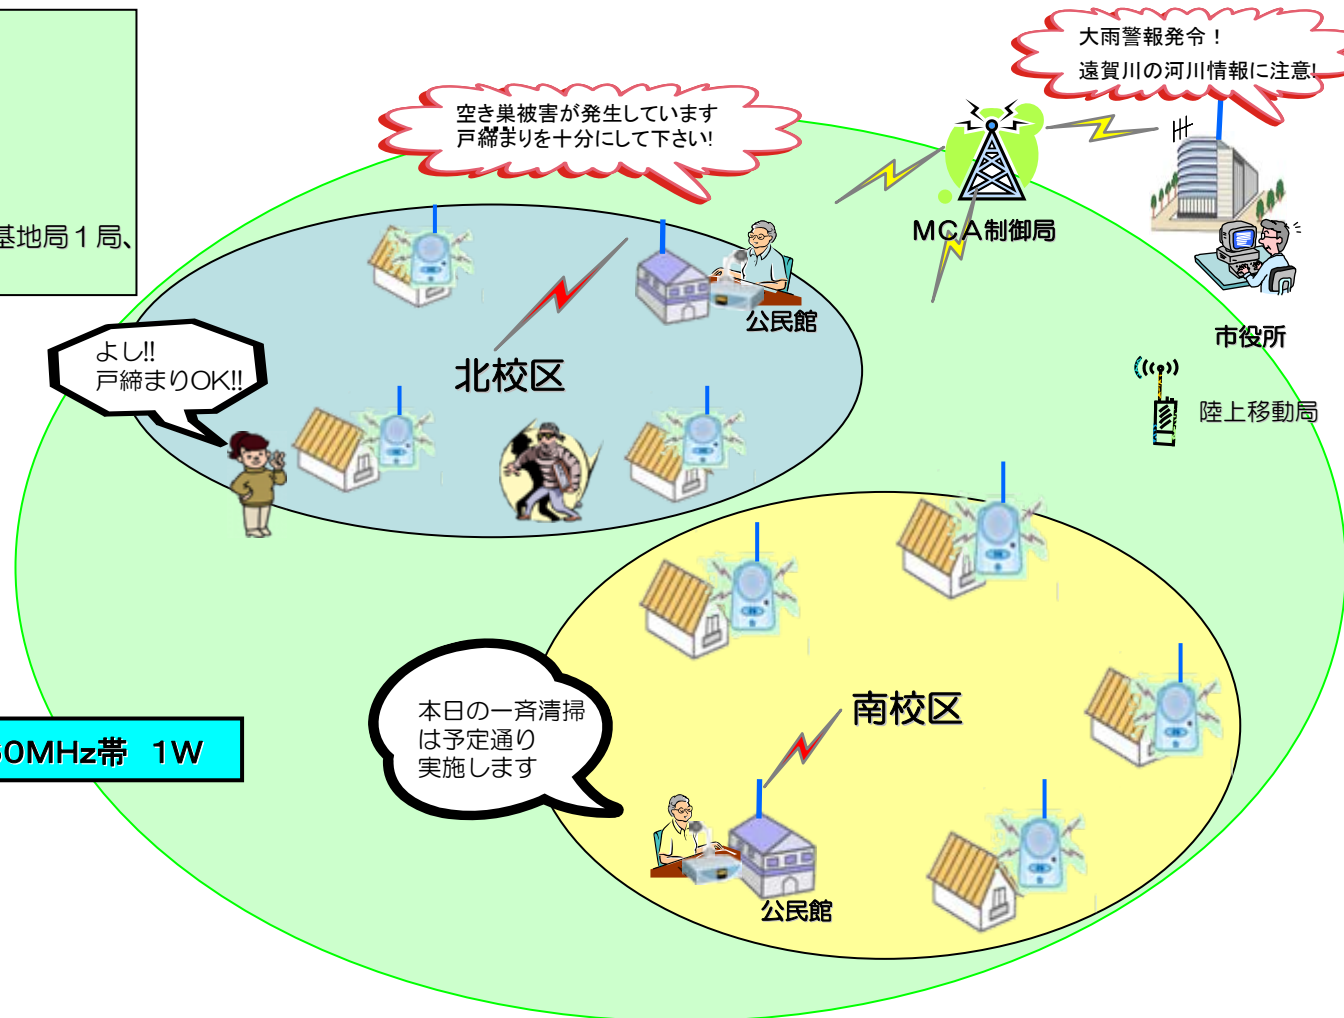 大雨警報発令！
遠賀川の河川情報に注意!
空き巣被害が発生しています
戸締まりを十分にして下さい!
基地局１局、
MCA制御局
公民館
市役所
よし!!
戸締まりOK!!
北校区
陸上移動局
南校区
本日の一斉清掃
は予定通り
実施します
60MHz帯　1W
公民館